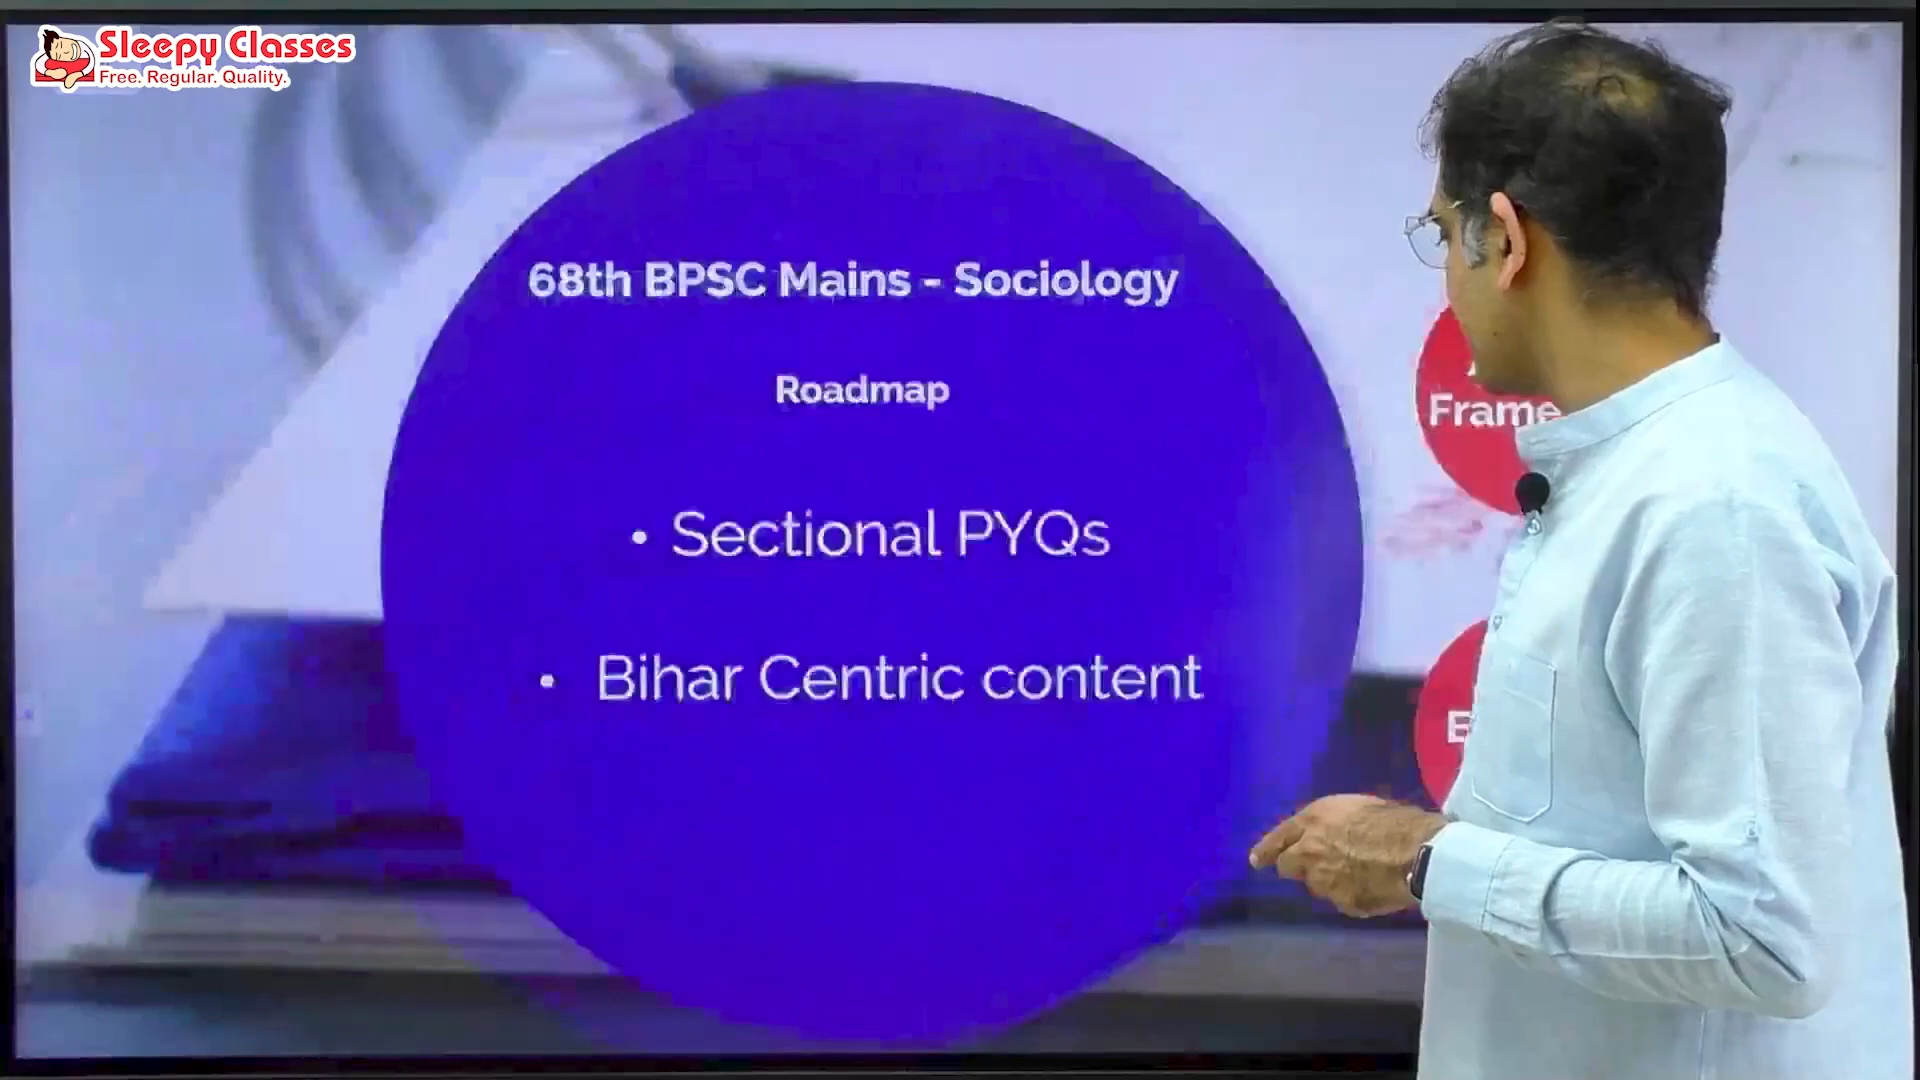 Sleepy Classes
Free. Regular. Quality.
68th BPSC Mains - Sociology
Roadmap
• Sectional PYQs
• Bihar Centric content
Frame